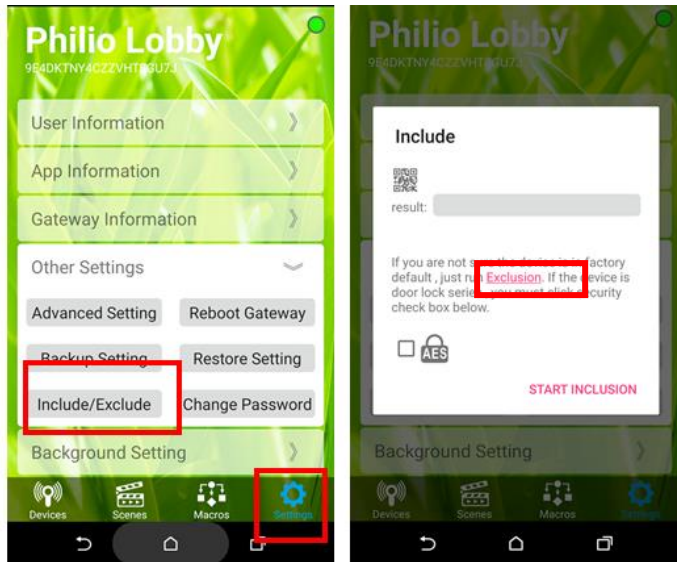 Philio Lobby
User Information
App Information
Gateway Information
Other Settings
Advanced Setting
Reboot Gateway
Backup Setting
Restore Setting
Include/Exclude
Change Password
Background Setting
Devices
Scenes
Macros
Settings
Philio Lobby
Include
result:
If you are not sure the device is in factory
default , just run Exclusion. If the device is
door lock series, you must click security
check box below.
AES
START INCLUSION
Background Setting
Devices
Scenes
Macros
Settings